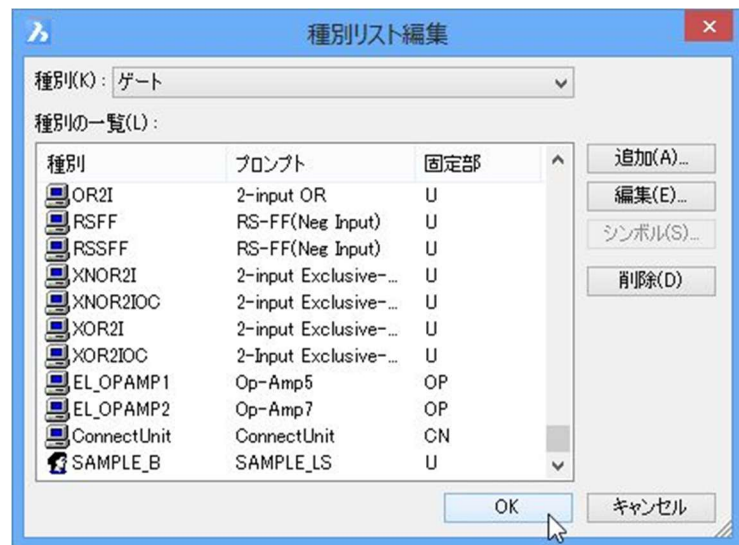 種別リスト編集
種別(K): ゲート
種別の一覧(L):
種別 プロンプト 固定部
OR2I 2-input OR U
RSFF RS-FF(Neg Input) U
RSSFF RS-FF(Neg Input) U
XNOR2I 2-input Exclusive-... U
XNOR2IOC 2-input Exclusive-... U
XOR2I 2-input Exclusive-... U
XOR2IOC 2-Input Exclusive-... U
EL_OPAMP1 Op-Amp5 OP
EL_OPAMP2 Op-Amp7 OP
ConnectUnit ConnectUnit CN
SAMPLE_B SAMPLE_LS U
追加(A)...
編集(E)...
シンボル(S)...
削除(D)
OK キャンセル